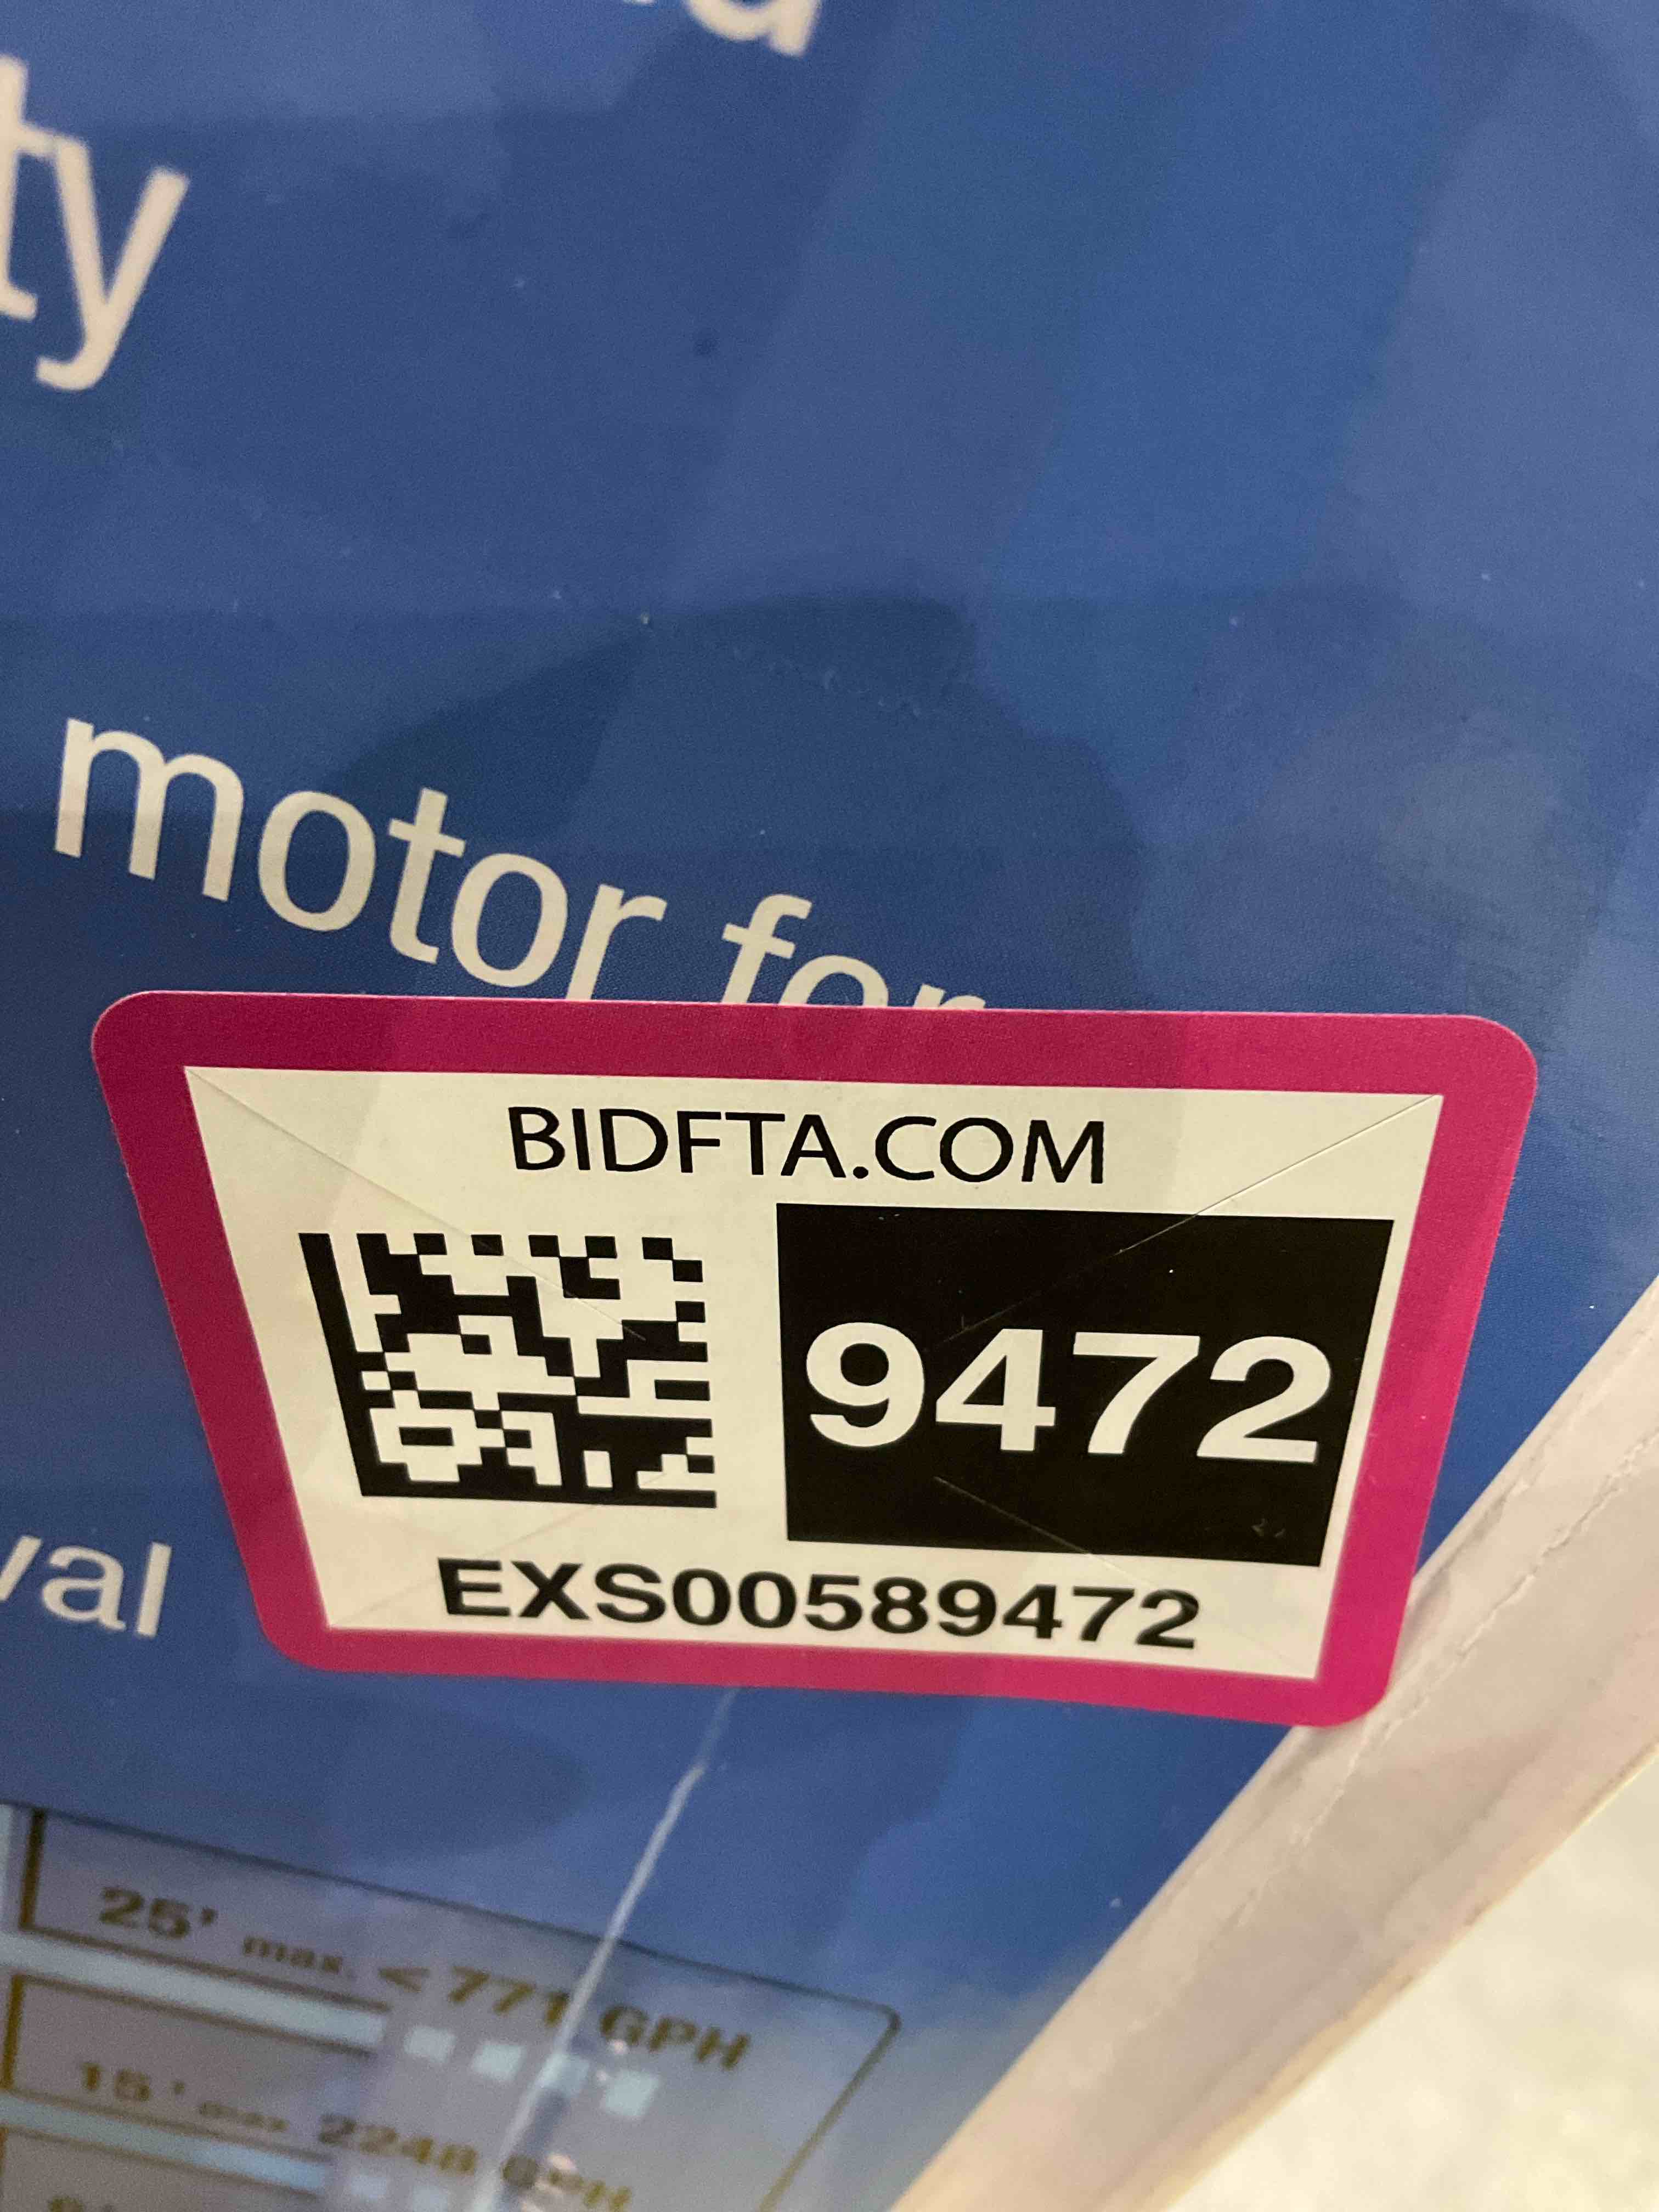 ty
motor for
BIDFTA.COM
9472
EXS00589472
val
25' max. < 771 GPH
15' max 2248 GPH